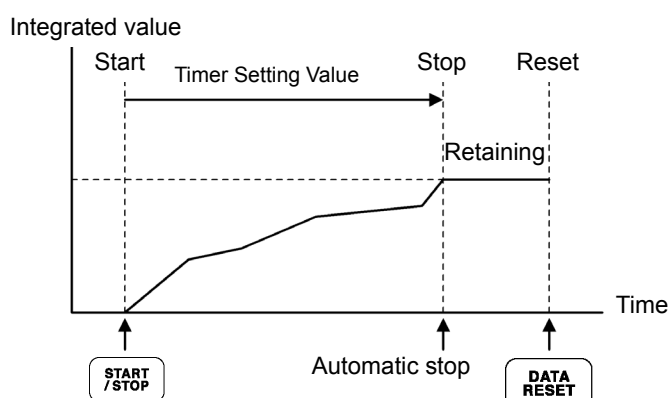 Integrated value
Start
Timer Setting Value
Stop
Reset
Retaining
Time
START
/ STOP
Automatic stop
DATA
RESET